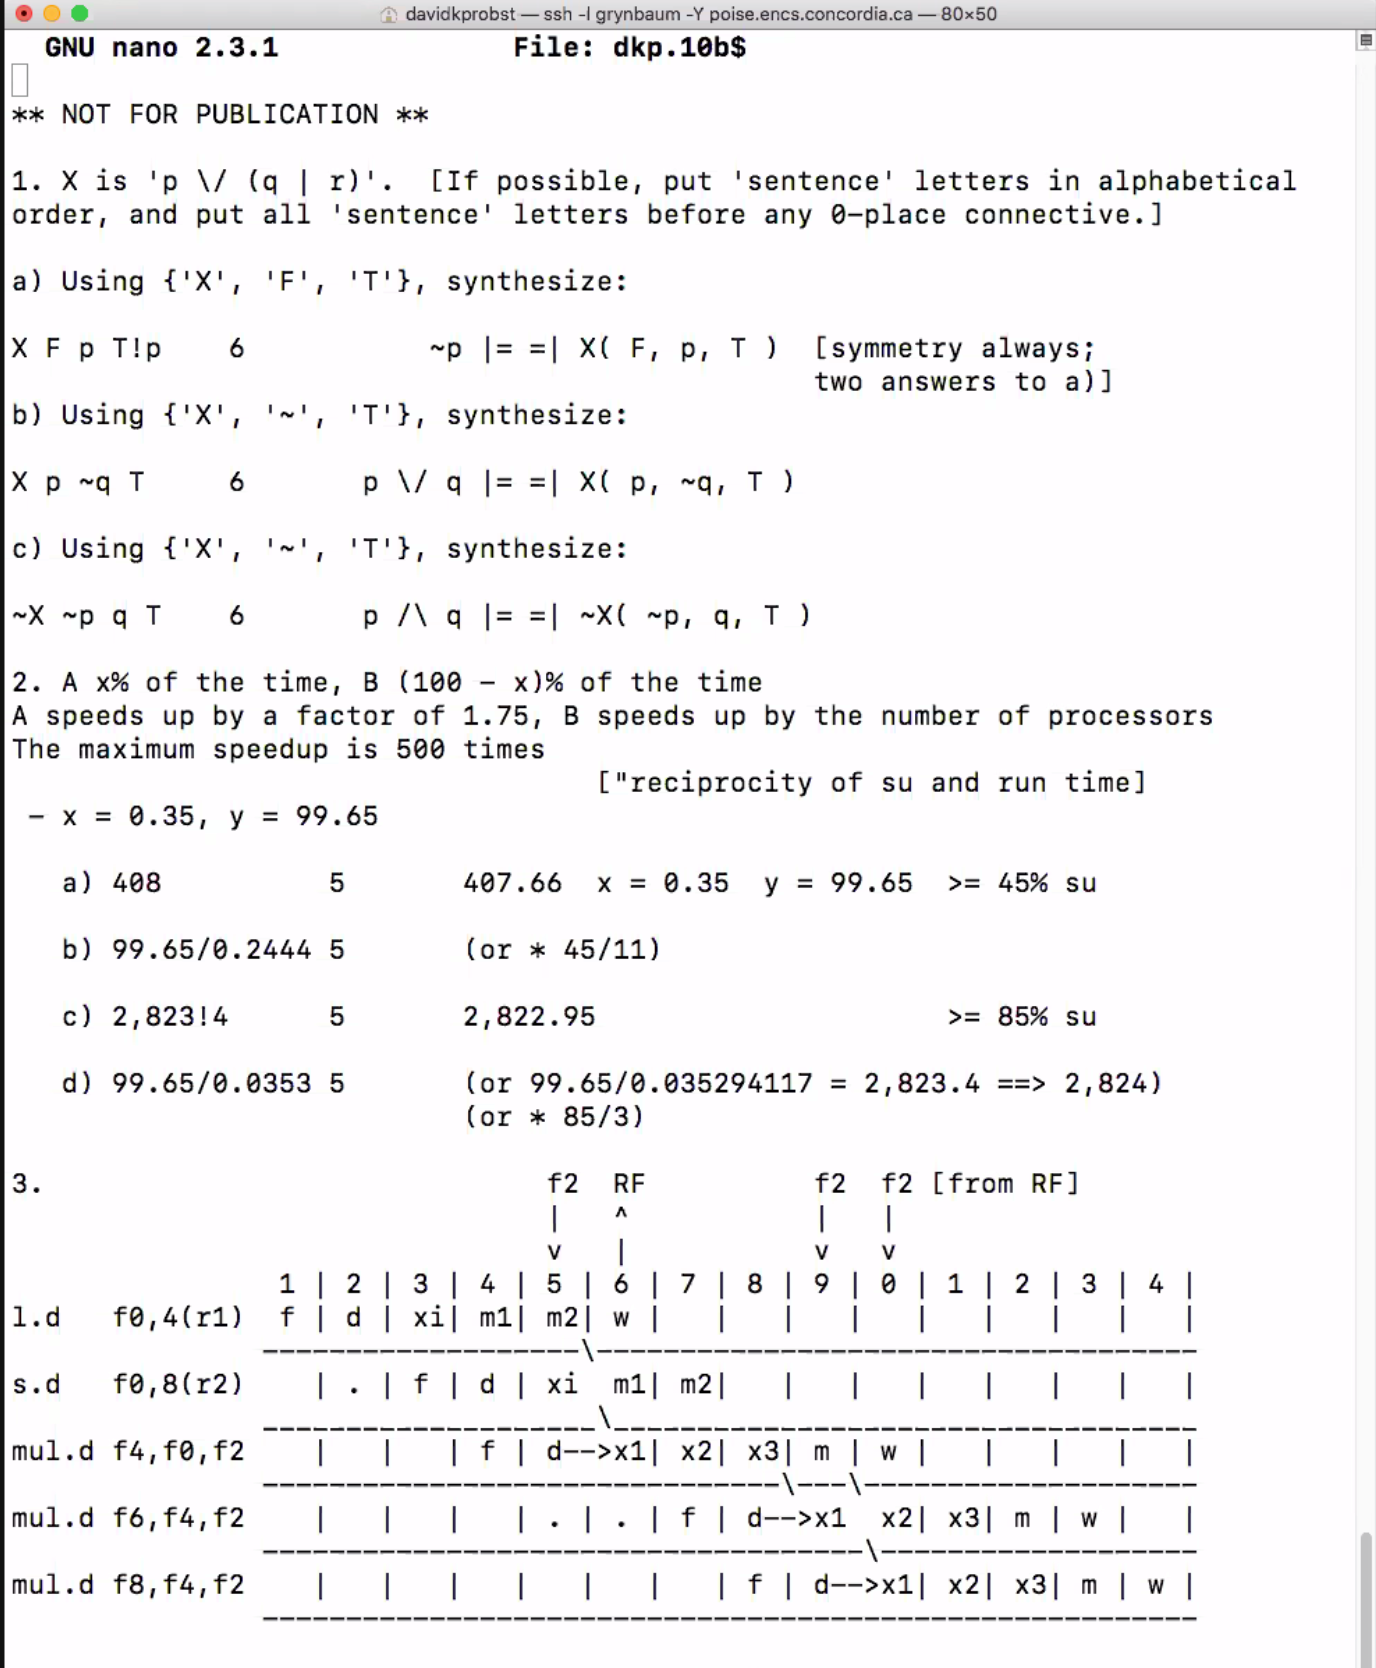 davidkprobst — ssh -l grynbaum -Y poise.encs.concordia.ca — 80×50
GNU nano 2.3.1              File: dkp.10b$
** NOT FOR PUBLICATION **
1. X is 'p \/ (q | r)'.  [If possible, put 'sentence' letters in alphabetical
order, and put all 'sentence' letters before any 0-place connective.]
a) Using {'X', 'F', 'T'}, synthesize:
X F p T!p    6           ~p |= =| X( F, p, T )  [symmetry always;
                                                two answers to a)]
b) Using {'X', '~', 'T'}, synthesize:
X p ~q T     6       p \/ q |= =| X( p, ~q, T )
c) Using {'X', '~', 'T'}, synthesize:
~X ~p q T    6       p /\ q |= =| ~X( ~p, q, T )
2. A x% of the time, B (100 - x)% of the time
A speeds up by a factor of 1.75, B speeds up by the number of processors
The maximum speedup is 500 times
                                   ["reciprocity of su and run time]
 - x = 0.35, y = 99.65
   a) 408          5       407.66  x = 0.35  y = 99.65  >= 45% su
   b) 99.65/0.2444 5       (or * 45/11)
   c) 2,823!4      5       2,822.95                     >= 85% su
   d) 99.65/0.0353 5       (or 99.65/0.035294117 = 2,823.4 ==> 2,824)
                           (or * 85/3)
3.                              f2  RF          f2  f2 [from RF]
                                |   ^           |   |
                                v   |           v   v
                1 | 2 | 3 | 4 | 5 | 6 | 7 | 8 | 9 | 0 | 1 | 2 | 3 | 4 |
l.d   f0,4(r1)  f | d | xi| m1| m2| w |   |   |   |   |   |   |   |   |
               -------------------\------------------------------------
s.d   f0,8(r2)    | . | f | d | xi  m1| m2|   |   |   |   |   |   |   |
               ____________________\___________________________________
mul.d f4,f0,f2    |   |   | f | d-->x1| x2| x3| m | w |   |   |   |   |
               -------------------------------\---\--------------------
mul.d f6,f4,f2    |   |   |   | . | . | f | d-->x1  x2| x3| m | w |   |
               ------------------------------------\-------------------
mul.d f8,f4,f2    |   |   |   |   |   |   | f | d-->x1| x2| x3| m | w |
               --------------------------------------------------------